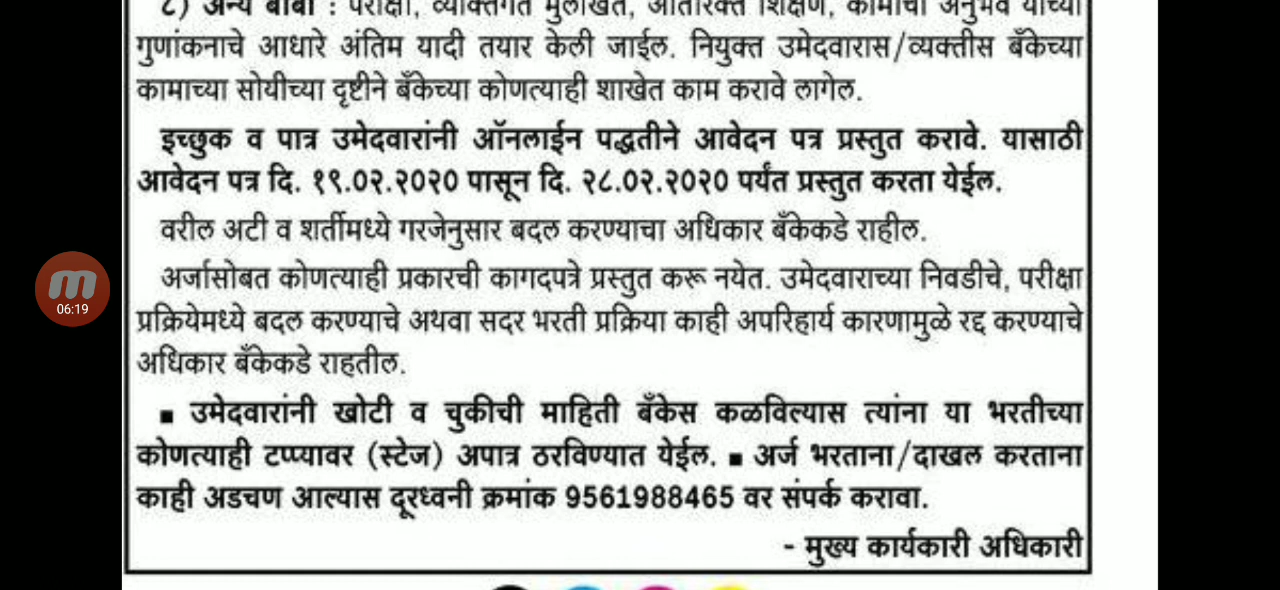 ८) अन्य बाबी : परीक्षा, व्यक्तिगत मुलाखत, अतिरिक्त शिक्षण, कामाचा अनुभव यांच्या
गुणांकनाचे आधारे अंतिम यादी तयार केली जाईल. नियुक्त उमेदवारास/व्यक्तीस बँकेच्या
कामाच्या सोयीच्या दृष्टीने बँकेच्या कोणत्याही शाखेत काम करावे लागेल.
इच्छुक व पात्र उमेदवारांनी ऑनलाईन पद्धतीने आवेदन पत्र प्रस्तुत करावे. यासाठी
आवेदन पत्र दि. १९.०२.२०२० पासून दि. २८.०२.२०२० पर्यंत प्रस्तुत करता येईल.
वरील अटी व शर्तीमध्ये गरजेनुसार बदल करण्याचा अधिकार बँकेकडे राहील.
अर्जासोबत कोणत्याही प्रकारची कागदपत्रे प्रस्तुत करू नयेत. उमेदवाराच्या निवडीचे, परीक्षा
06:19
प्रक्रियेमध्ये बदल करण्याचे अथवा सदर भरती प्रक्रिया काही अपरिहार्य कारणामुळे रद्द करण्याचे
अधिकार बँकेकडे राहतील.
▪ उमेदवारांनी खोटी व चुकीची माहिती बँकेस कळविल्यास त्यांना या भरतीच्या
कोणत्याही टप्प्यावर (स्टेज) अपात्र ठरविण्यात येईल. ▪ अर्ज भरताना/दाखल करताना
काही अडचण आल्यास दूरध्वनी क्रमांक 9561988465 वर संपर्क करावा.
- मुख्य कार्यकारी अधिकारी